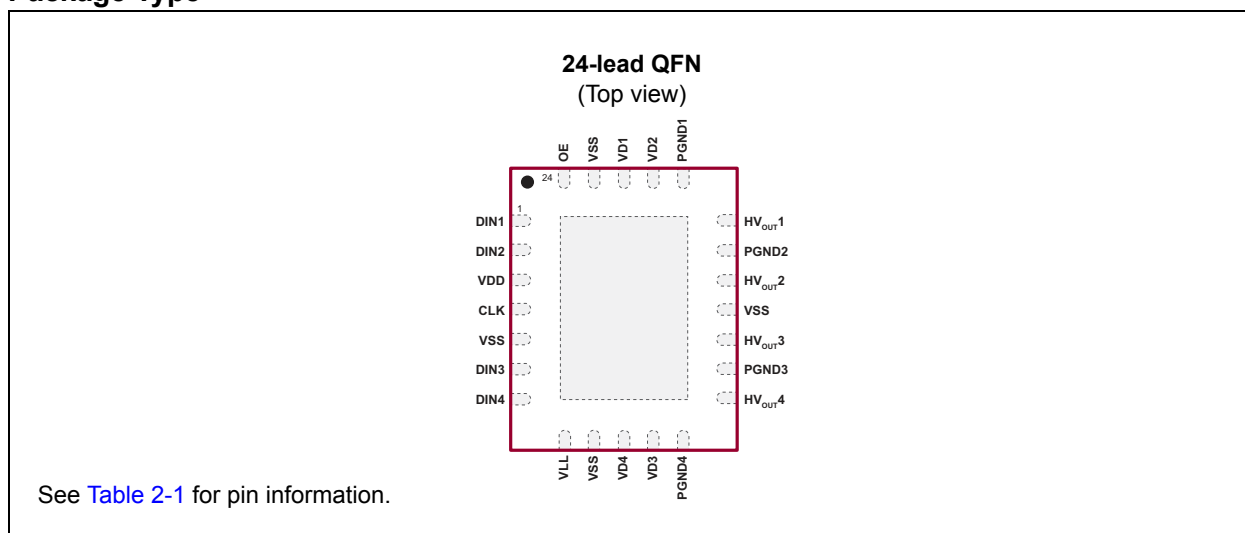 Package Type
24-lead QFN
(Top view)
OE
VSS
VD1
VD2
PGND1
24
1
DIN1
DIN2
VDD
CLK
VSS
DIN3
DIN4
HVOUT1
PGND2
HVOUT2
VSS
HVOUT3
PGND3
HVOUT4
VLL
VSS
VD4
VD3
PGND4
See Table 2-1 for pin information.